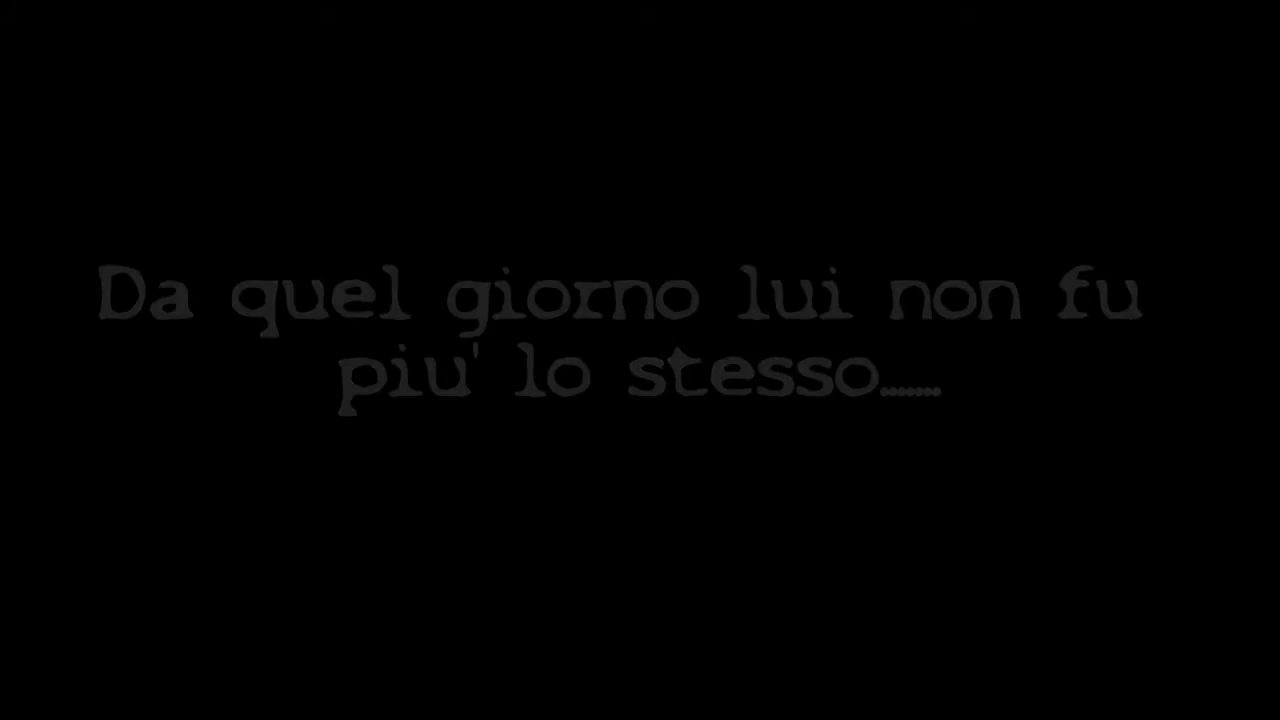 Da quel giorno lui non fu
piu' lo stesso.......